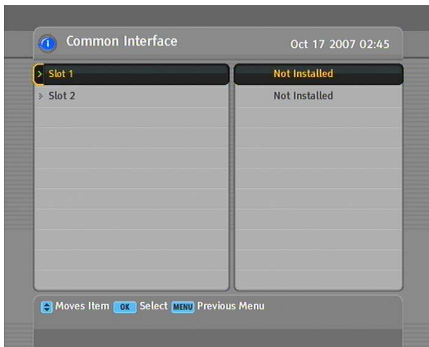 Common Interface Oct 17 2007 02:45
Slot 1 Not Installed
Slot 2 Not Installed
Moves Item OK Select MENU Previous Menu